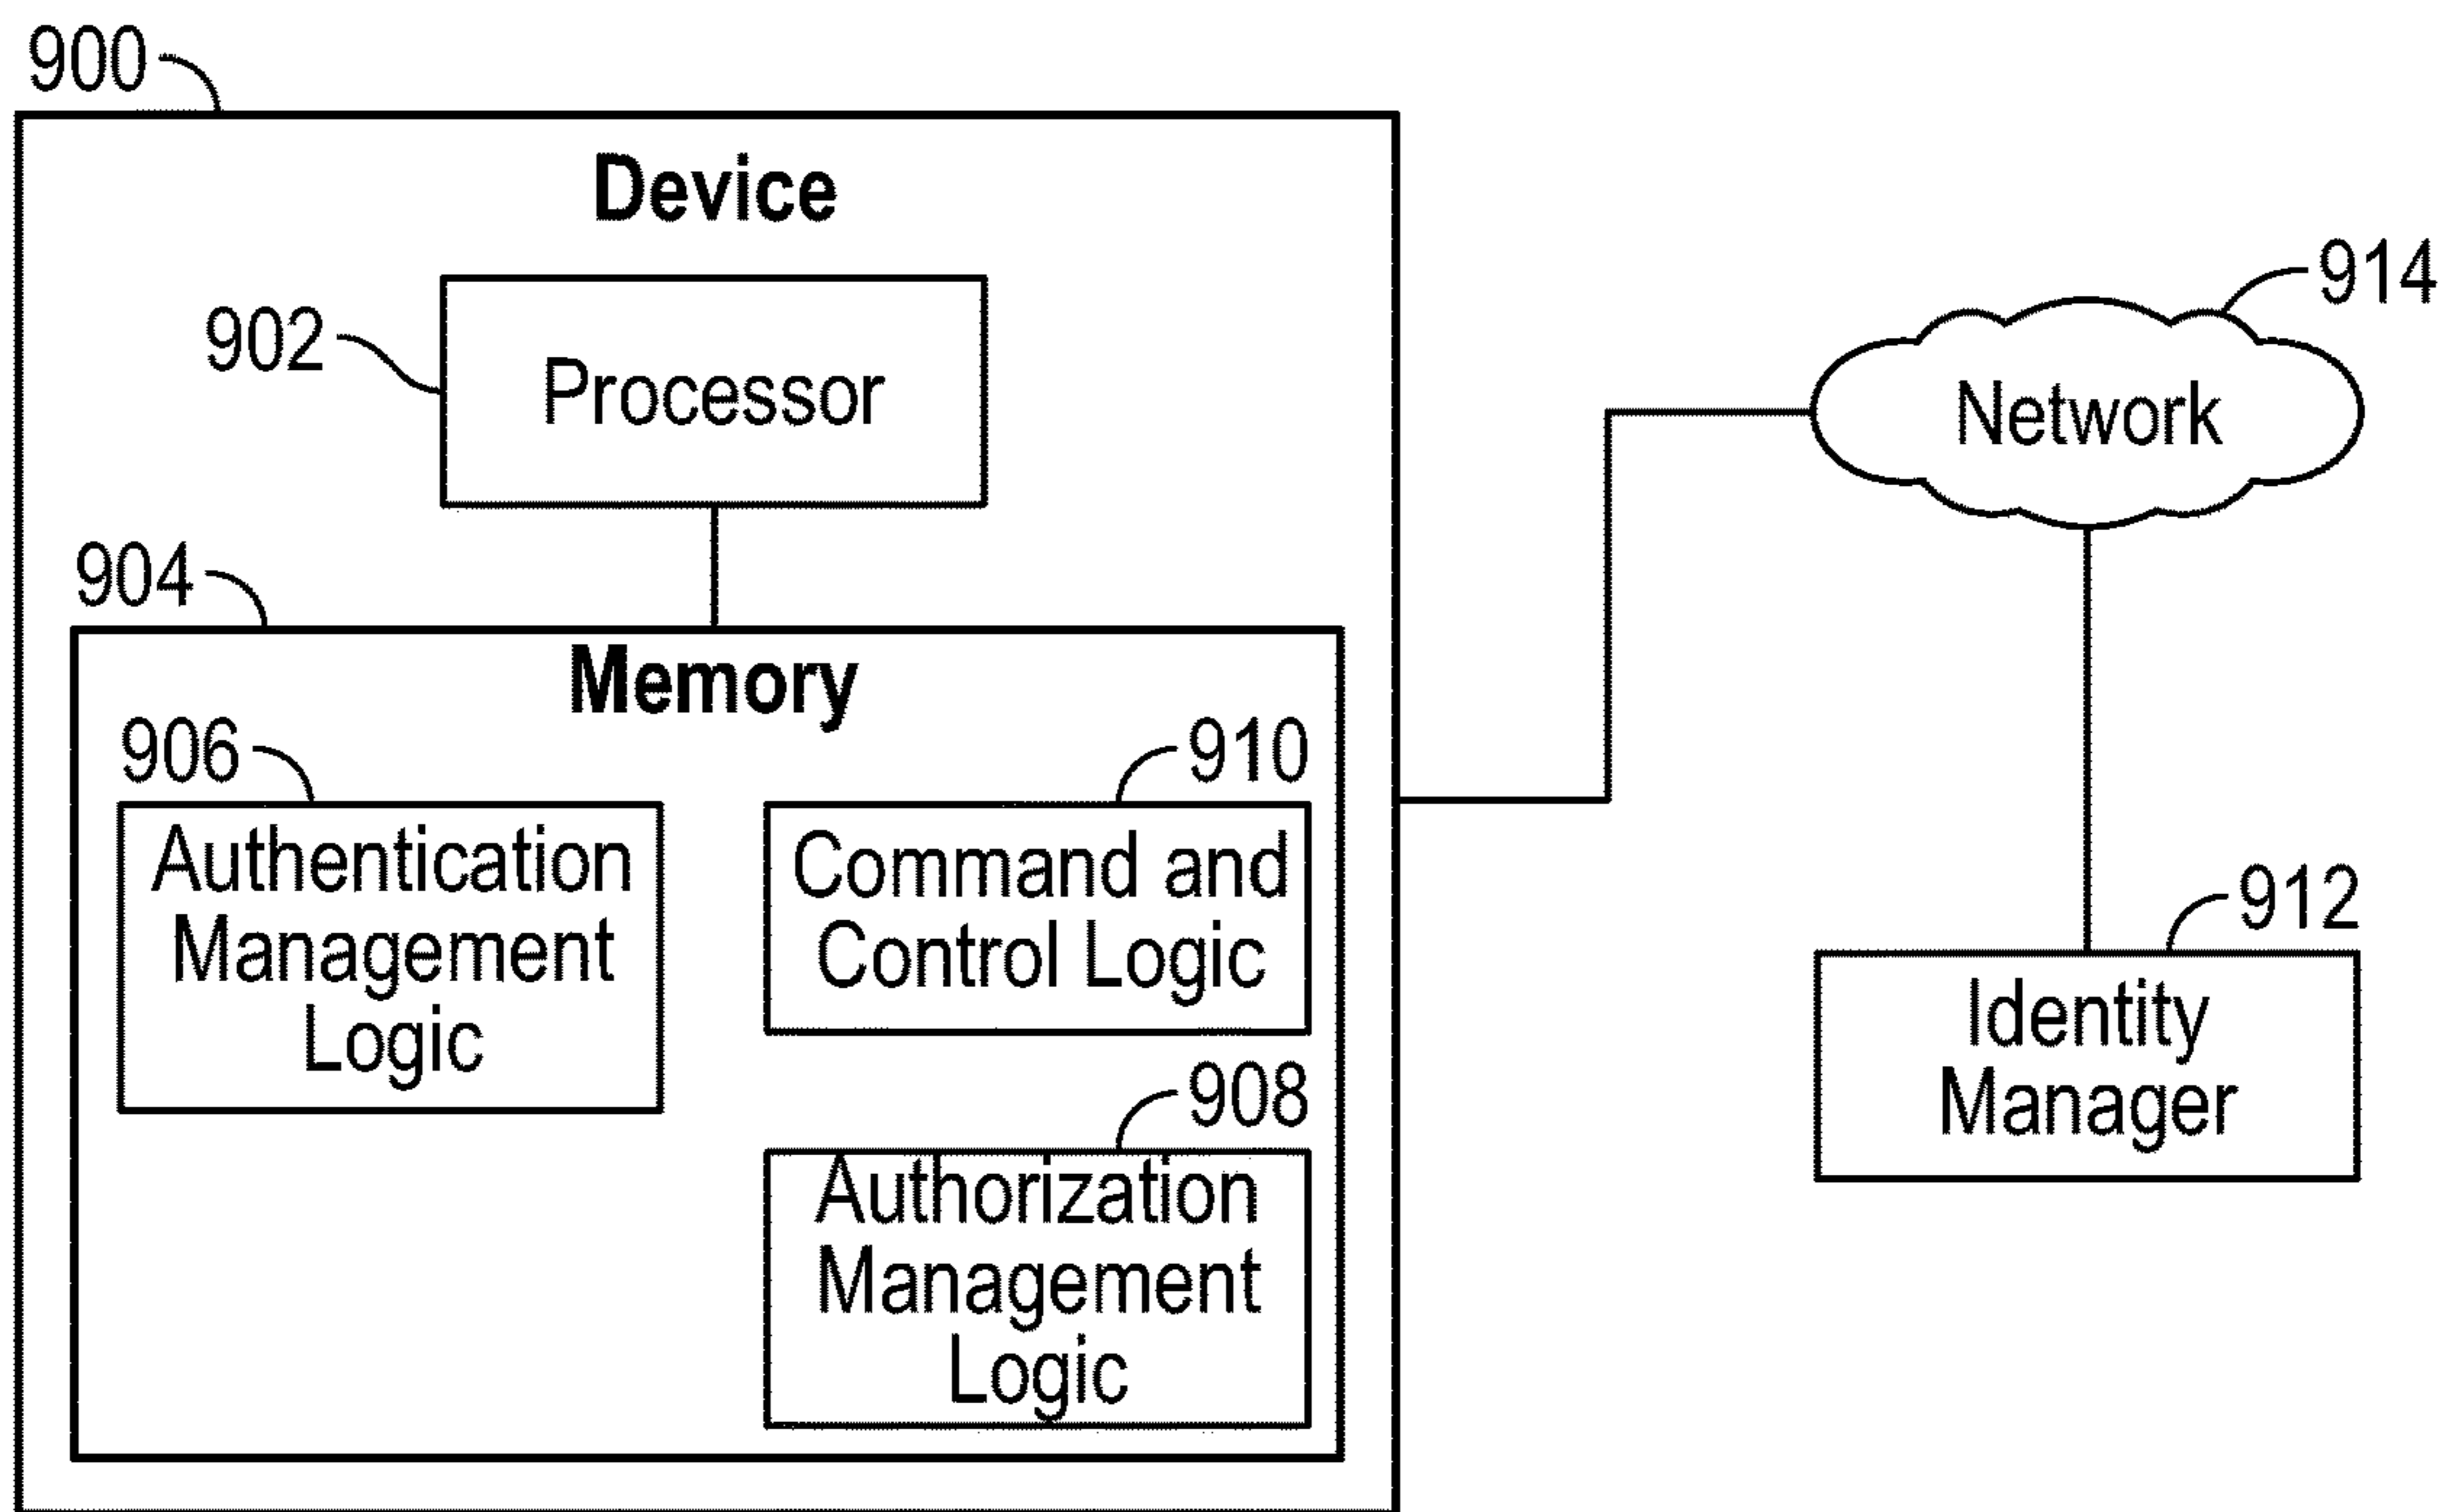 900
Device
902
Processor
904
Memory
906
Authentication
Management
Logic
910
Command and
Control Logic
908
Authorization
Management
Logic
914
Network
912
Identity
Manager